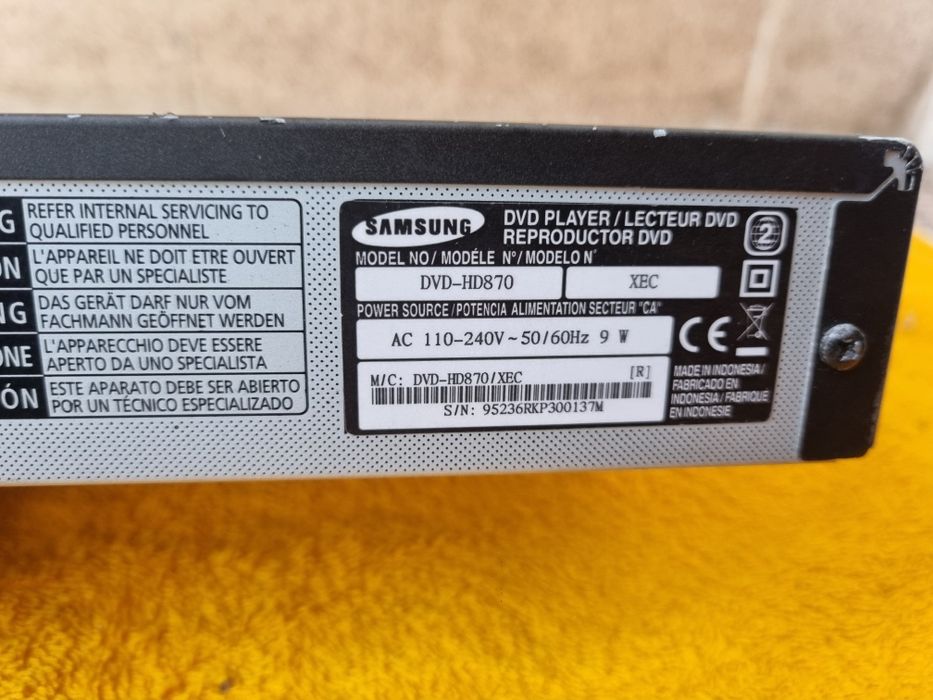 G REFER INTERNAL SERVICING TO
QUALIFIED PERSONNEL
ON L'APPAREIL NE DOIT ETRE OUVERT
QUE PAR UN SPECIALISTE
NG DAS GERÄT DARF NUR VOM
FACHMANN GEÖFFNET WERDEN
ONE L'APPARECCHIO DEVE ESSERE
APERTO DA UNO SPECIALISTA
IÓN ESTE APARATO DEBE SER ABIERTO
POR UN TÉCNICO ESPECIALIZADO
SAMSUNG
DVD PLAYER / LECTEUR DVD
REPRODUCTOR DVD
2
MODEL NO/ MODÉLE N°/ MODELO N°
DVD-HD870 XEC
POWER SOURCE / POTENCIA ALIMENTATION SECTEUR "CA"
AC 110-240V ~ 50/60Hz 9 W
CE
M/C: DVD-HD870/XEC [R]
S/N: 95236RKP300137M
MADE IN INDONESIA /
FABRICADO EN
INDONESIA / FABRIQUE
EN INDONESIE